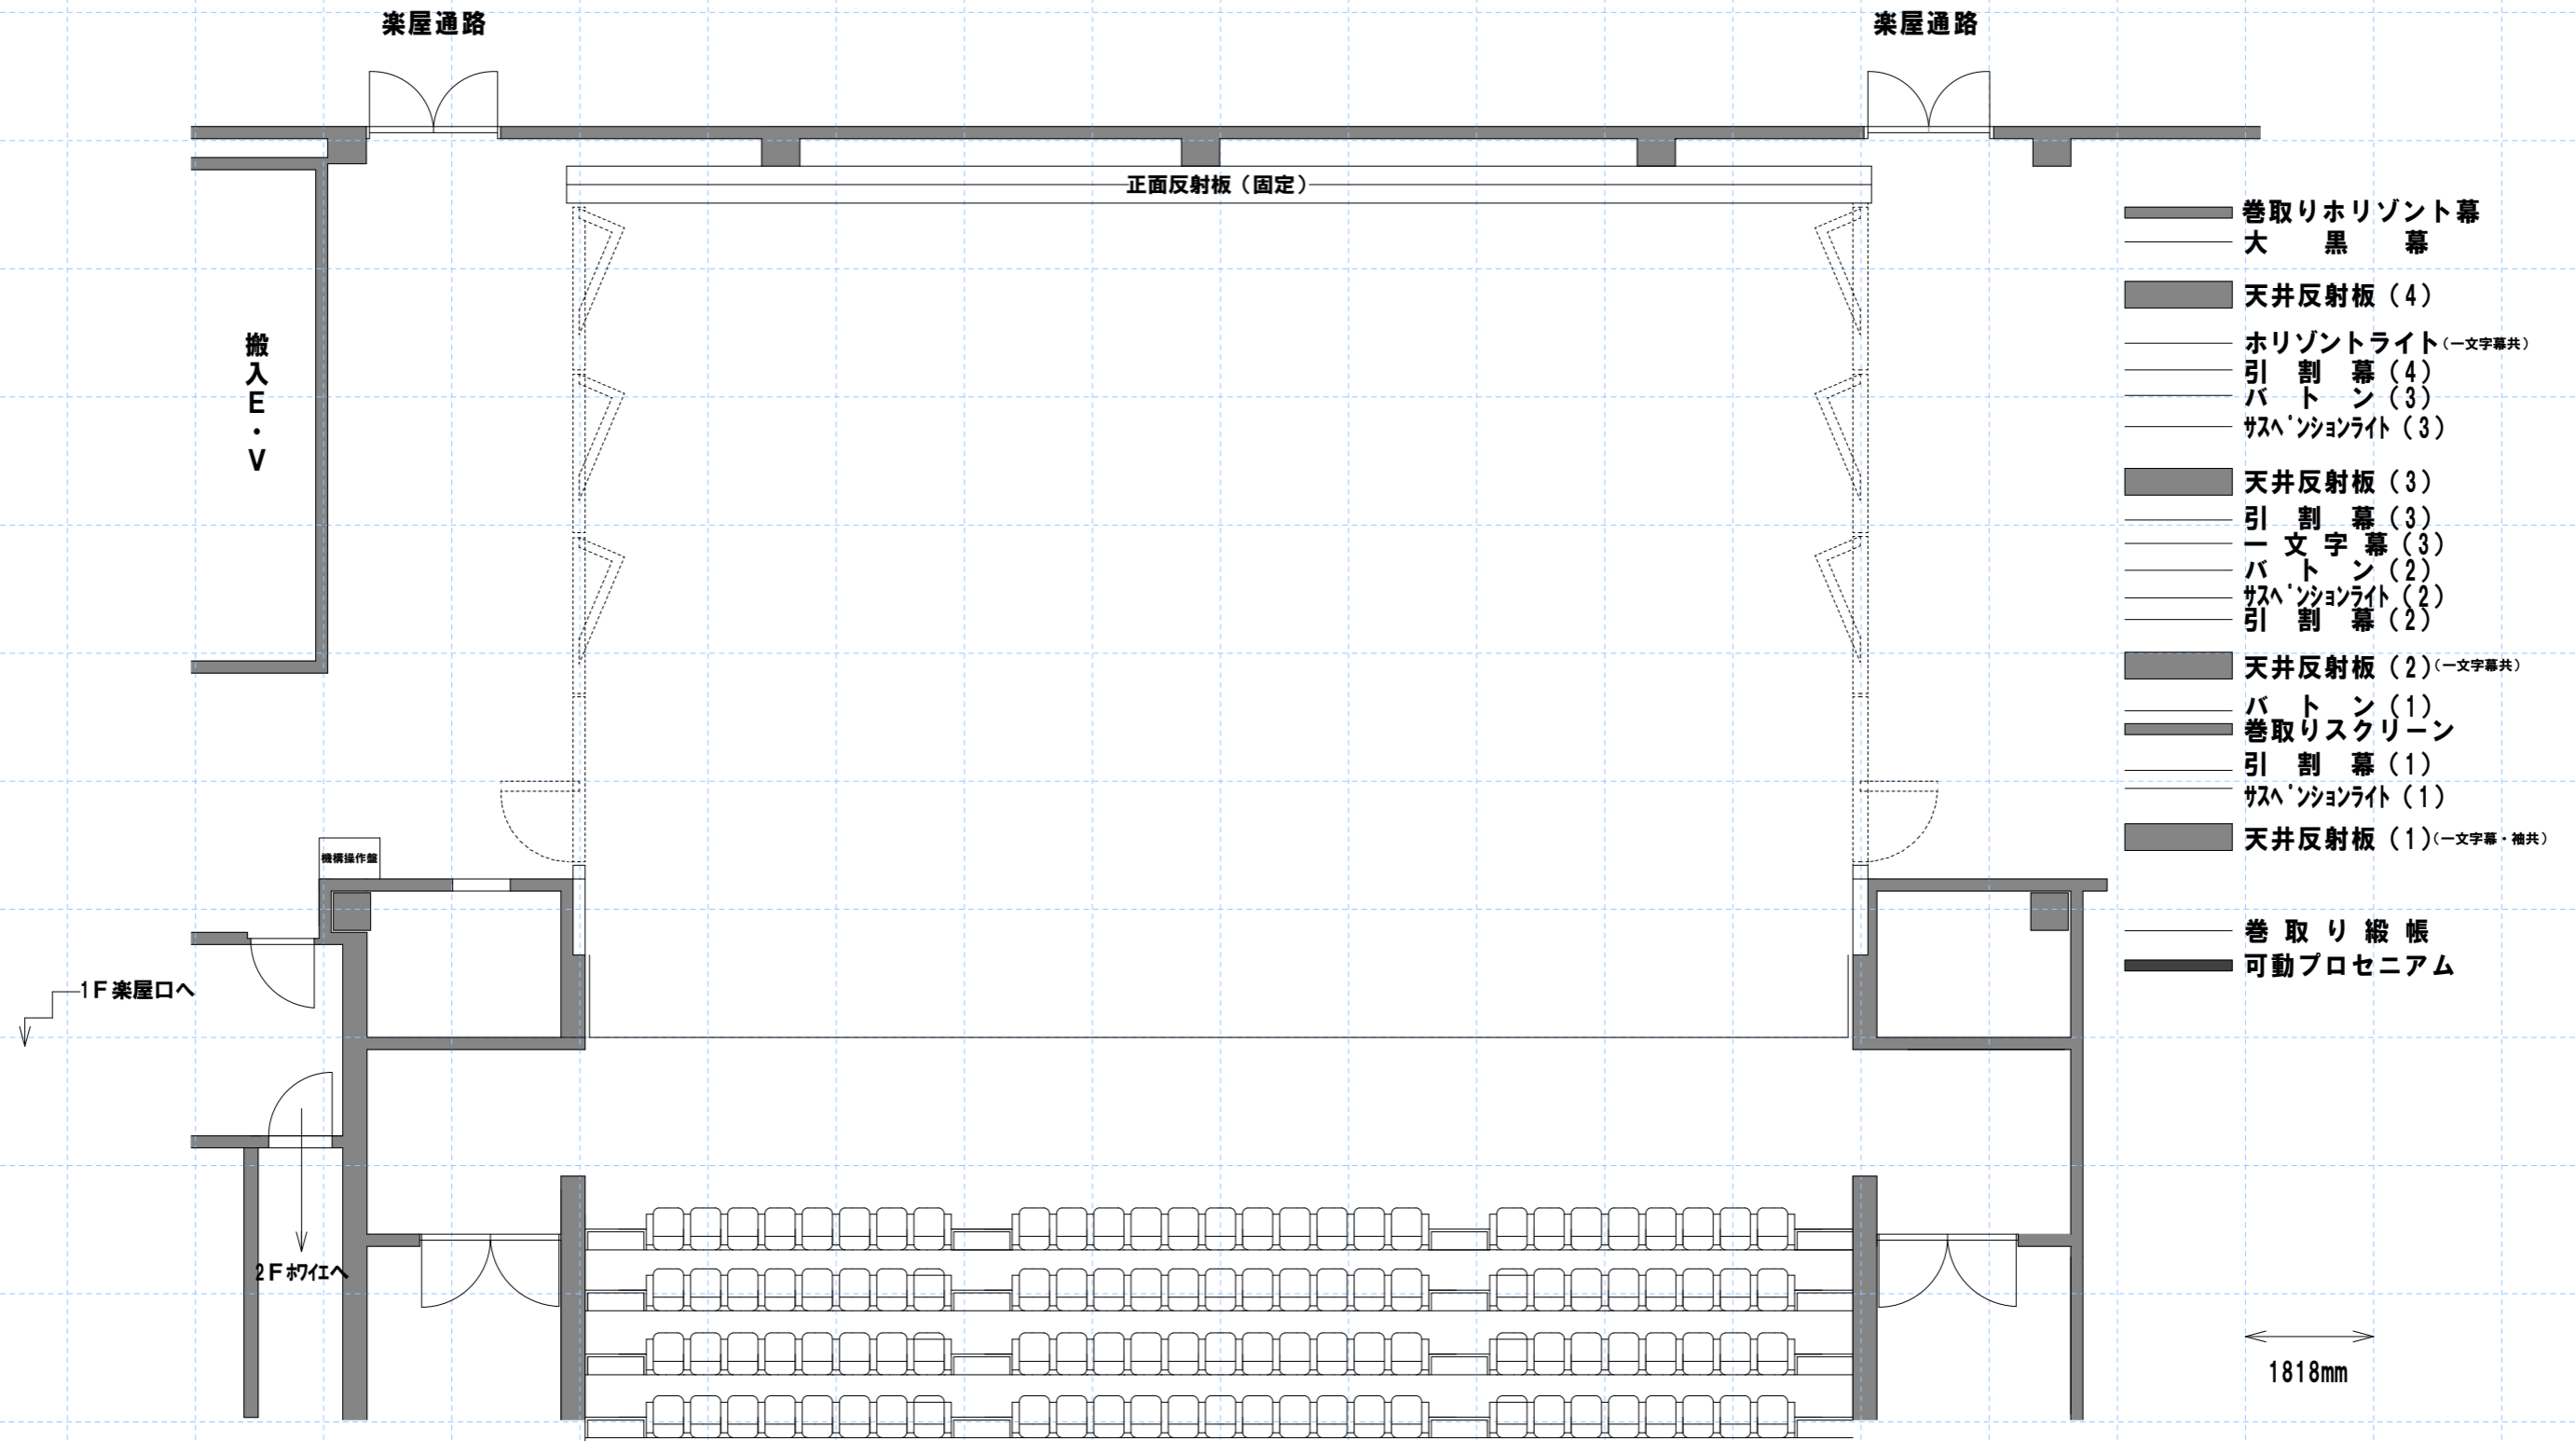 楽屋通路
楽屋通路
正面反射板（固定）
搬入E・V
機構操作盤
1F楽屋口へ
2Fホワイエへ
巻取りホリゾント幕
大黒幕
天井反射板（4）
ホリゾントライト（一文字幕共）
引割幕（4）
バトン（3）
ｻｽﾍﾟﾝｼｮﾝﾗｲﾄ（3）
天井反射板（3）
引割幕（3）
一文字幕（3）
バトン（2）
ｻｽﾍﾟﾝｼｮﾝﾗｲﾄ（2）
引割幕（2）
天井反射板（2）（一文字幕共）
バトン（1）
巻取りスクリーン
引割幕（1）
ｻｽﾍﾟﾝｼｮﾝﾗｲﾄ（1）
天井反射板（1）（一文字幕・袖共）
巻取り緞帳
可動プロセニアム
1818mm